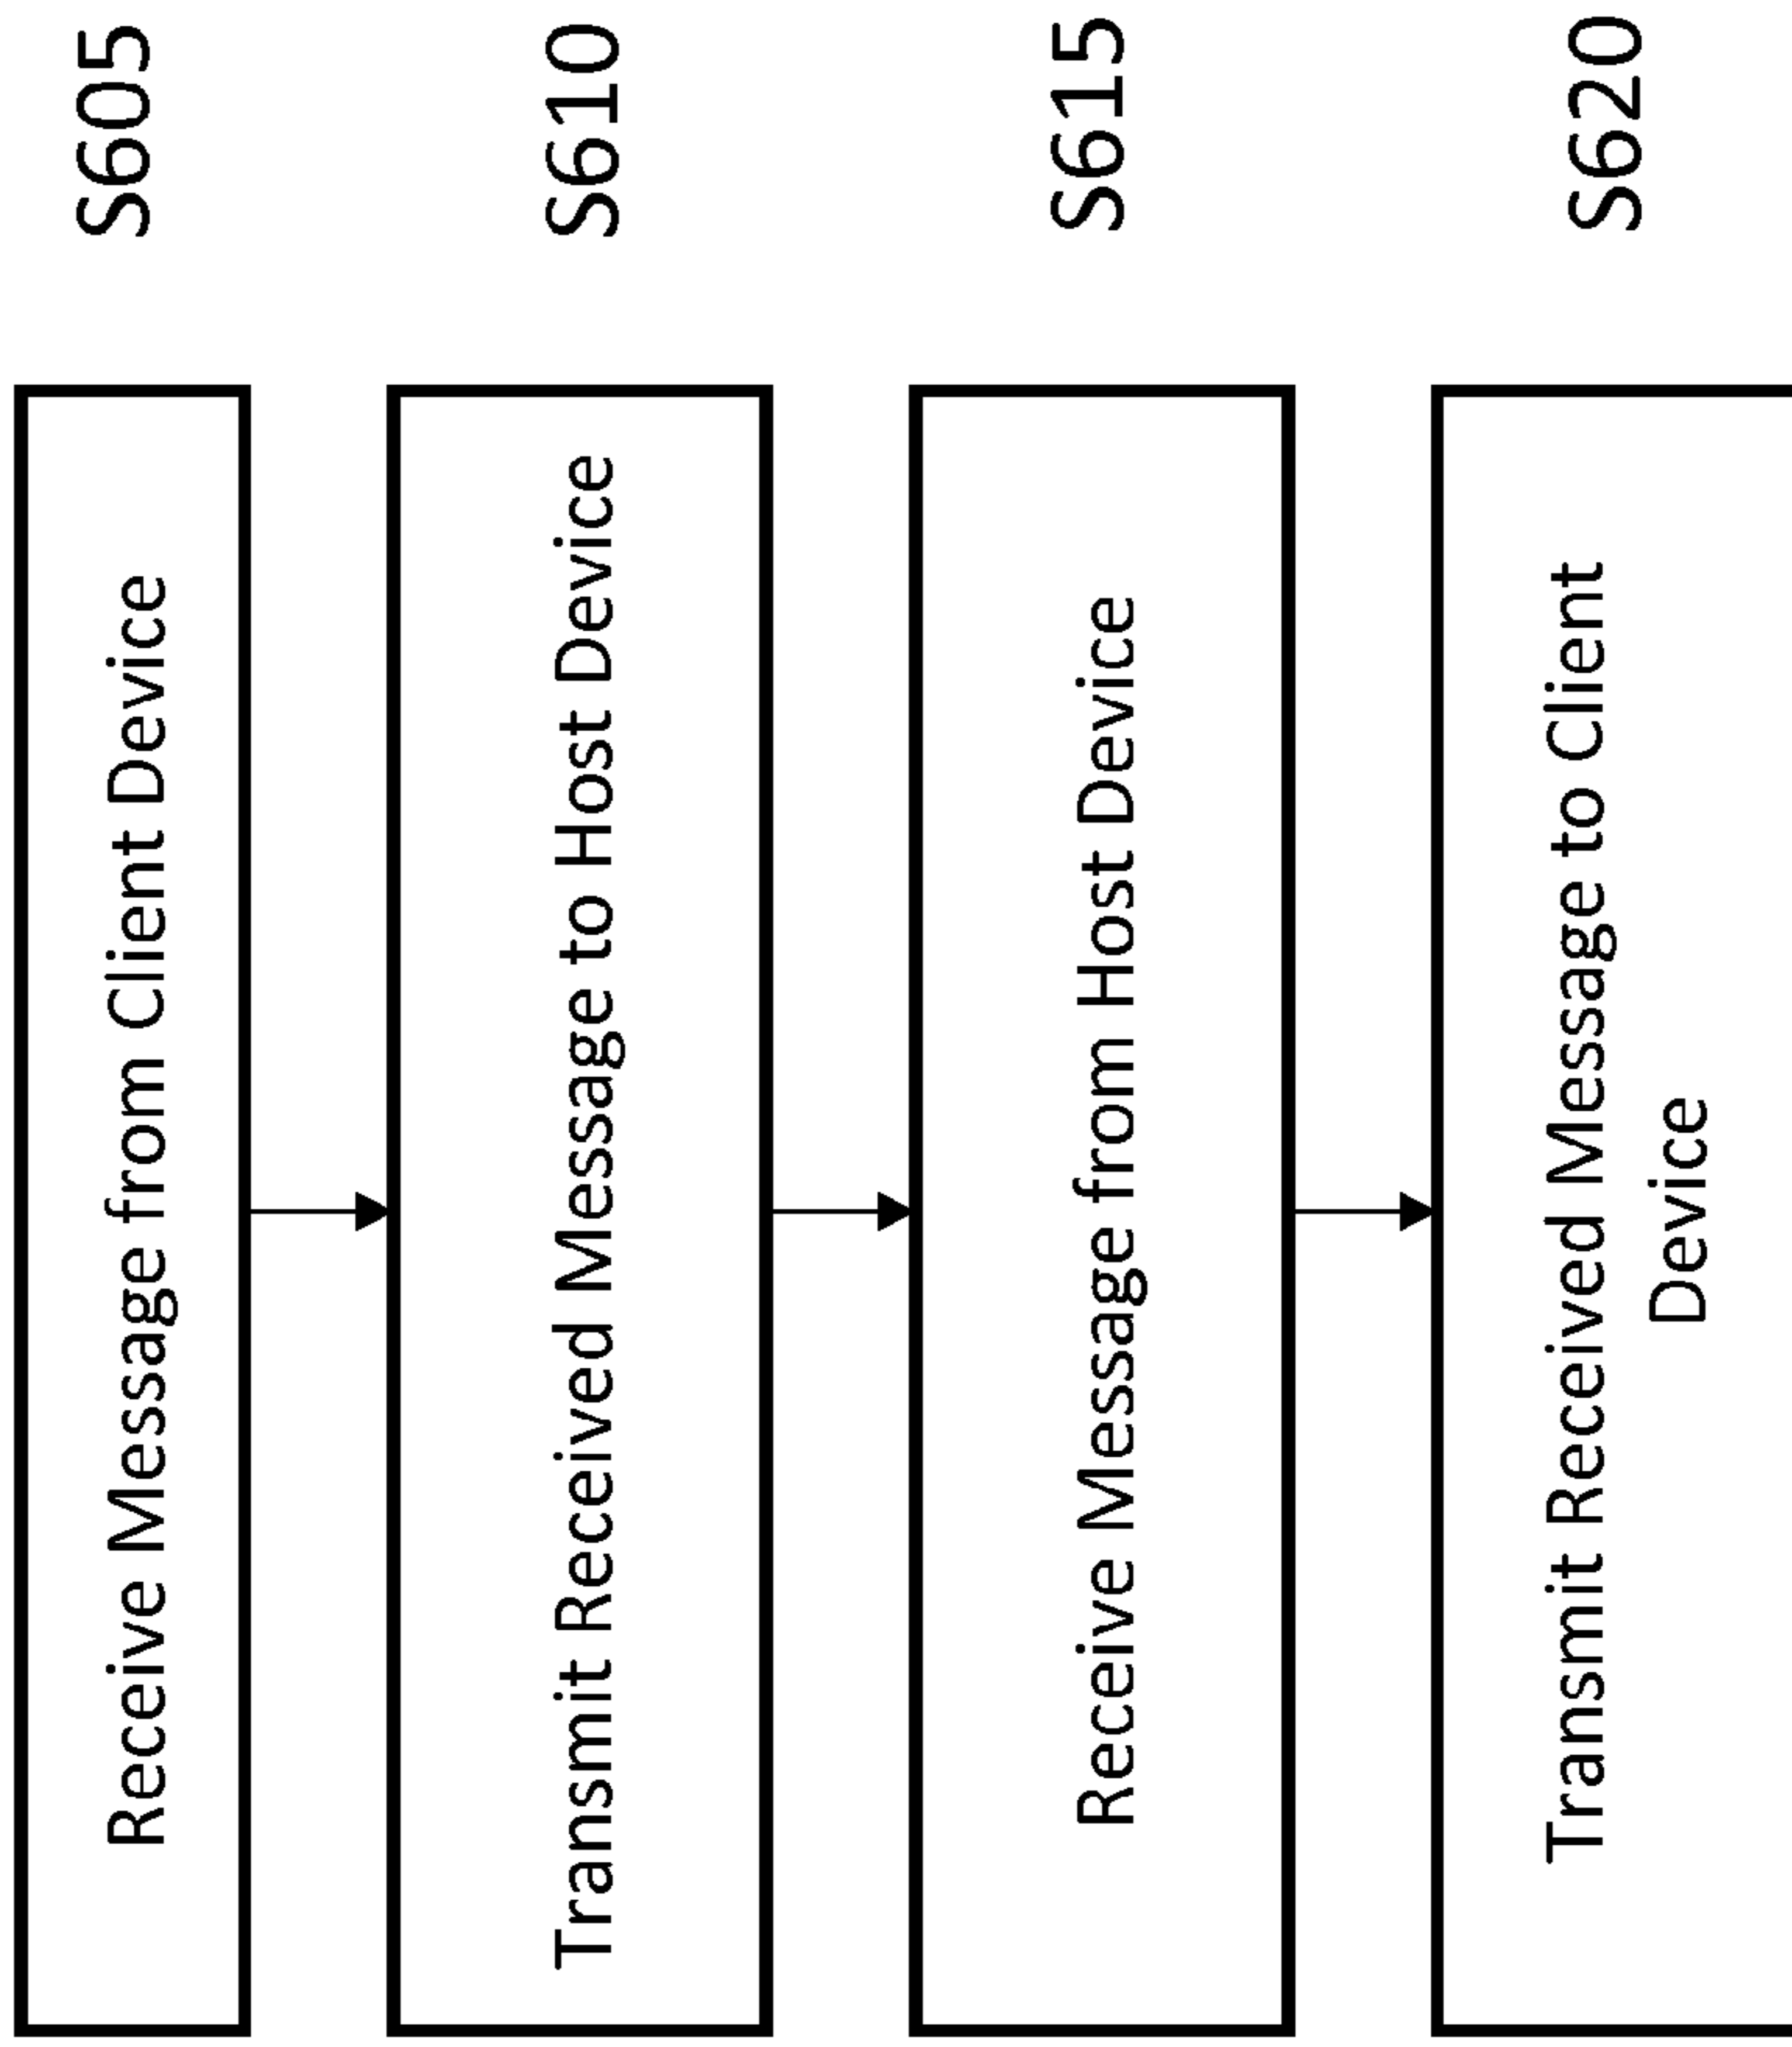 Receive Message from Client Device
S605
Transmit Received Message to Host Device
S610
Receive Message from Host Device
S615
Transmit Received Message to Client
Device
S620